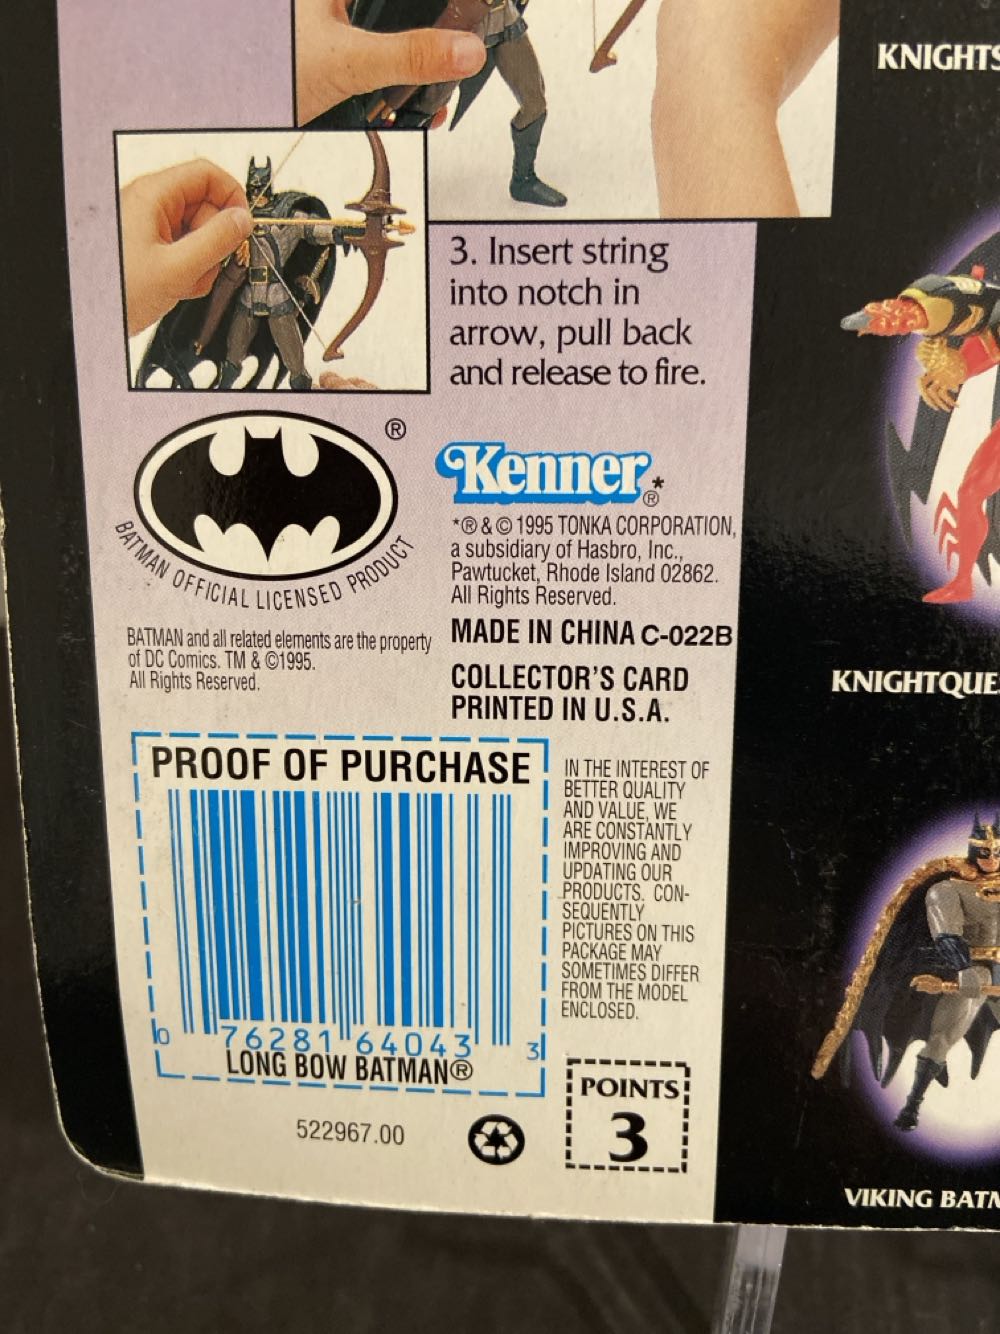 KNIGHTS
3. Insert string
into notch in
arrow, pull back
and release to fire.
®
BATMAN OFFICIAL LICENSED PRODUCT
Kenner®*
*® & © 1995 TONKA CORPORATION,
a subsidiary of Hasbro, Inc.,
Pawtucket, Rhode Island 02862.
All Rights Reserved.
BATMAN and all related elements are the property
of DC Comics. TM & ©1995.
All Rights Reserved.
MADE IN CHINA C-022B
COLLECTOR'S CARD
PRINTED IN U.S.A.
KNIGHTQUE
PROOF OF PURCHASE
0 76281 64043 3
LONG BOW BATMAN®
IN THE INTEREST OF
BETTER QUALITY
AND VALUE, WE
ARE CONSTANTLY
IMPROVING AND
UPDATING OUR
PRODUCTS. CON-
SEQUENTLY
PICTURES ON THIS
PACKAGE MAY
SOMETIMES DIFFER
FROM THE MODEL
ENCLOSED.
522967.00
POINTS
3
VIKING BATM